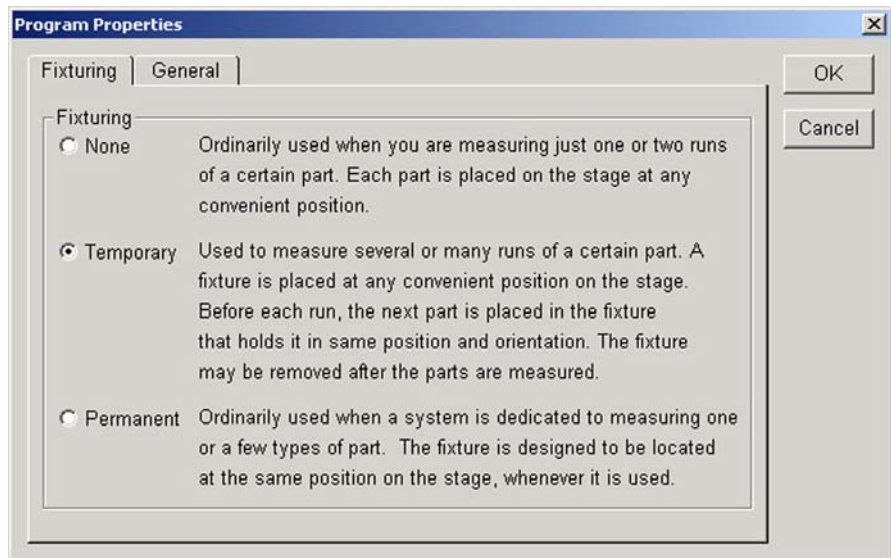 Program Properties
Fixturing
General
OK
Cancel
Fixturing
None
Ordinarily used when you are measuring just one or two runs
of a certain part. Each part is placed on the stage at any
convenient position.
Temporary
Used to measure several or many runs of a certain part. A
fixture is placed at any convenient position on the stage.
Before each run, the next part is placed in the fixture
that holds it in same position and orientation. The fixture
may be removed after the parts are measured.
Permanent
Ordinarily used when a system is dedicated to measuring one
or a few types of part. The fixture is designed to be located
at the same position on the stage, whenever it is used.